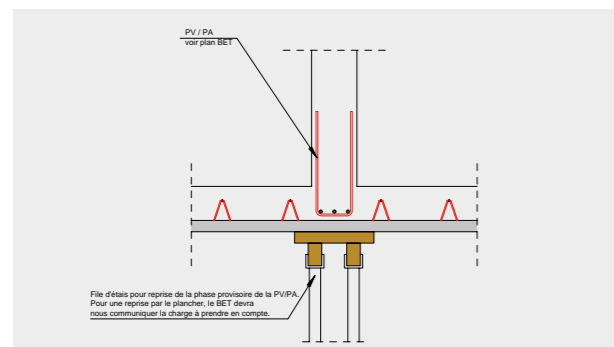 PV / PA
voir plan BET
File d'étais pour reprise de la phase provisoire de la PV/PA.
Pour une reprise par le plancher, le BET devra
nous communiquer la charge à prendre en compte.